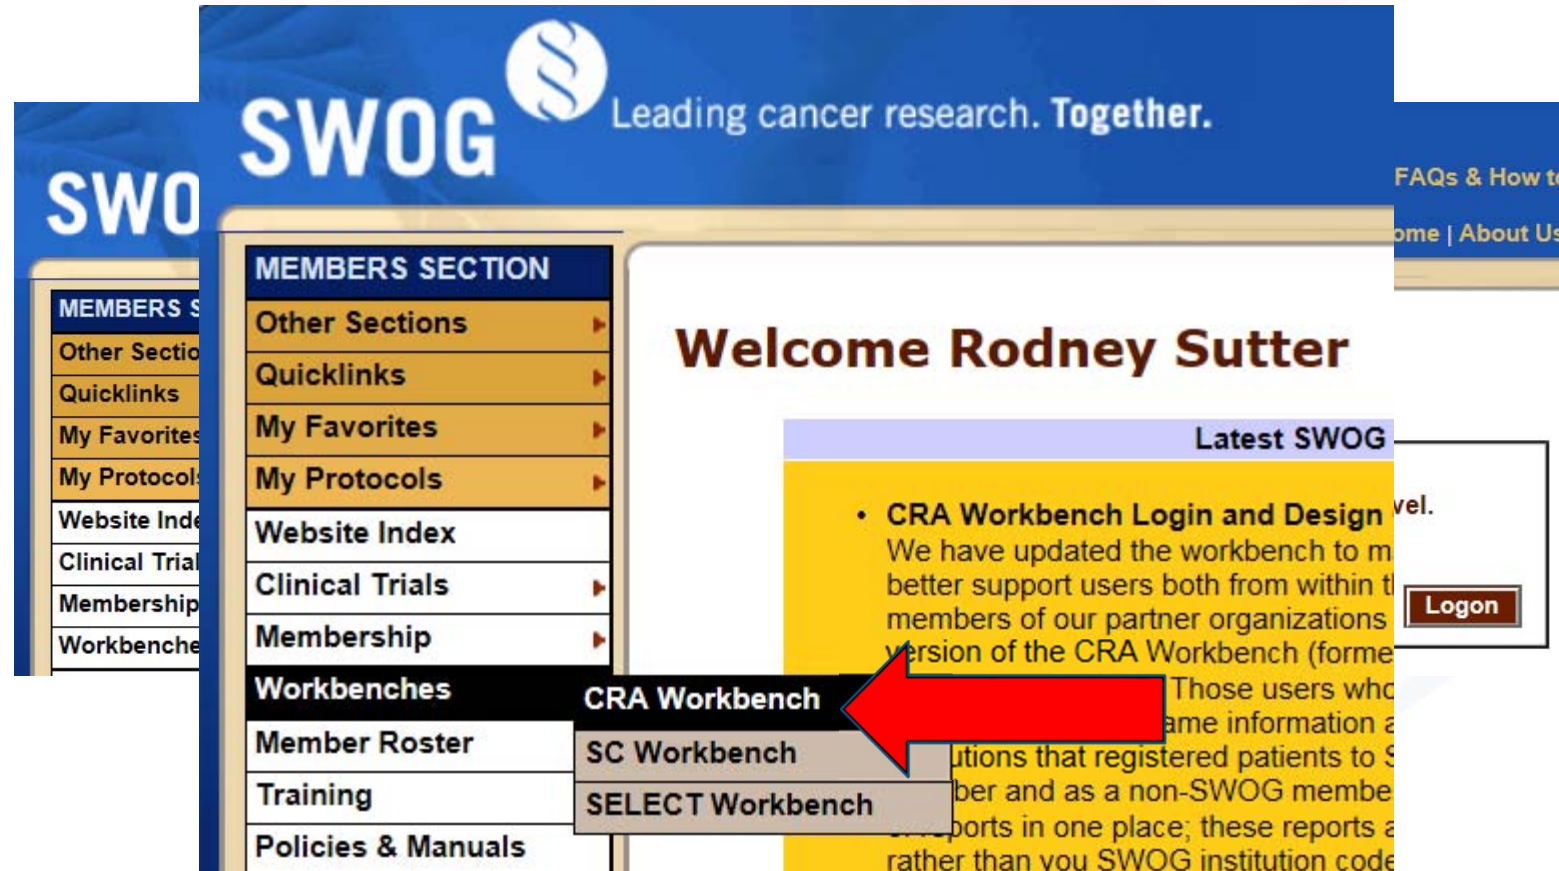 SWOG
Leading cancer research. Together.
MEMBERS SECTION
Other Sections
Quicklinks
My Favorites
My Protocols
Website Index
Clinical Trials
Membership
Workbenches
Member Roster
Training
Policies & Manuals
CRA Workbench
SC Workbench
SELECT Workbench
Welcome Rodney Sutter
Latest SWOG
• CRA Workbench Login and Design
We have updated the workbench to m
better support users both from within t
members of our partner organizations
version of the CRA Workbench (forme
Those users who
ame information a
utions that registered patients to S
ber and as a non-SWOG membe
ports in one place; these reports a
rather than you SWOG institution code
SWO
MEMBERS S
Other Sectio
Quicklinks
My Favorites
My Protocols
Website Inde
Clinical Trial
Membership
Workbenche
FAQs & How to
ome | About Us
vel.
Logon